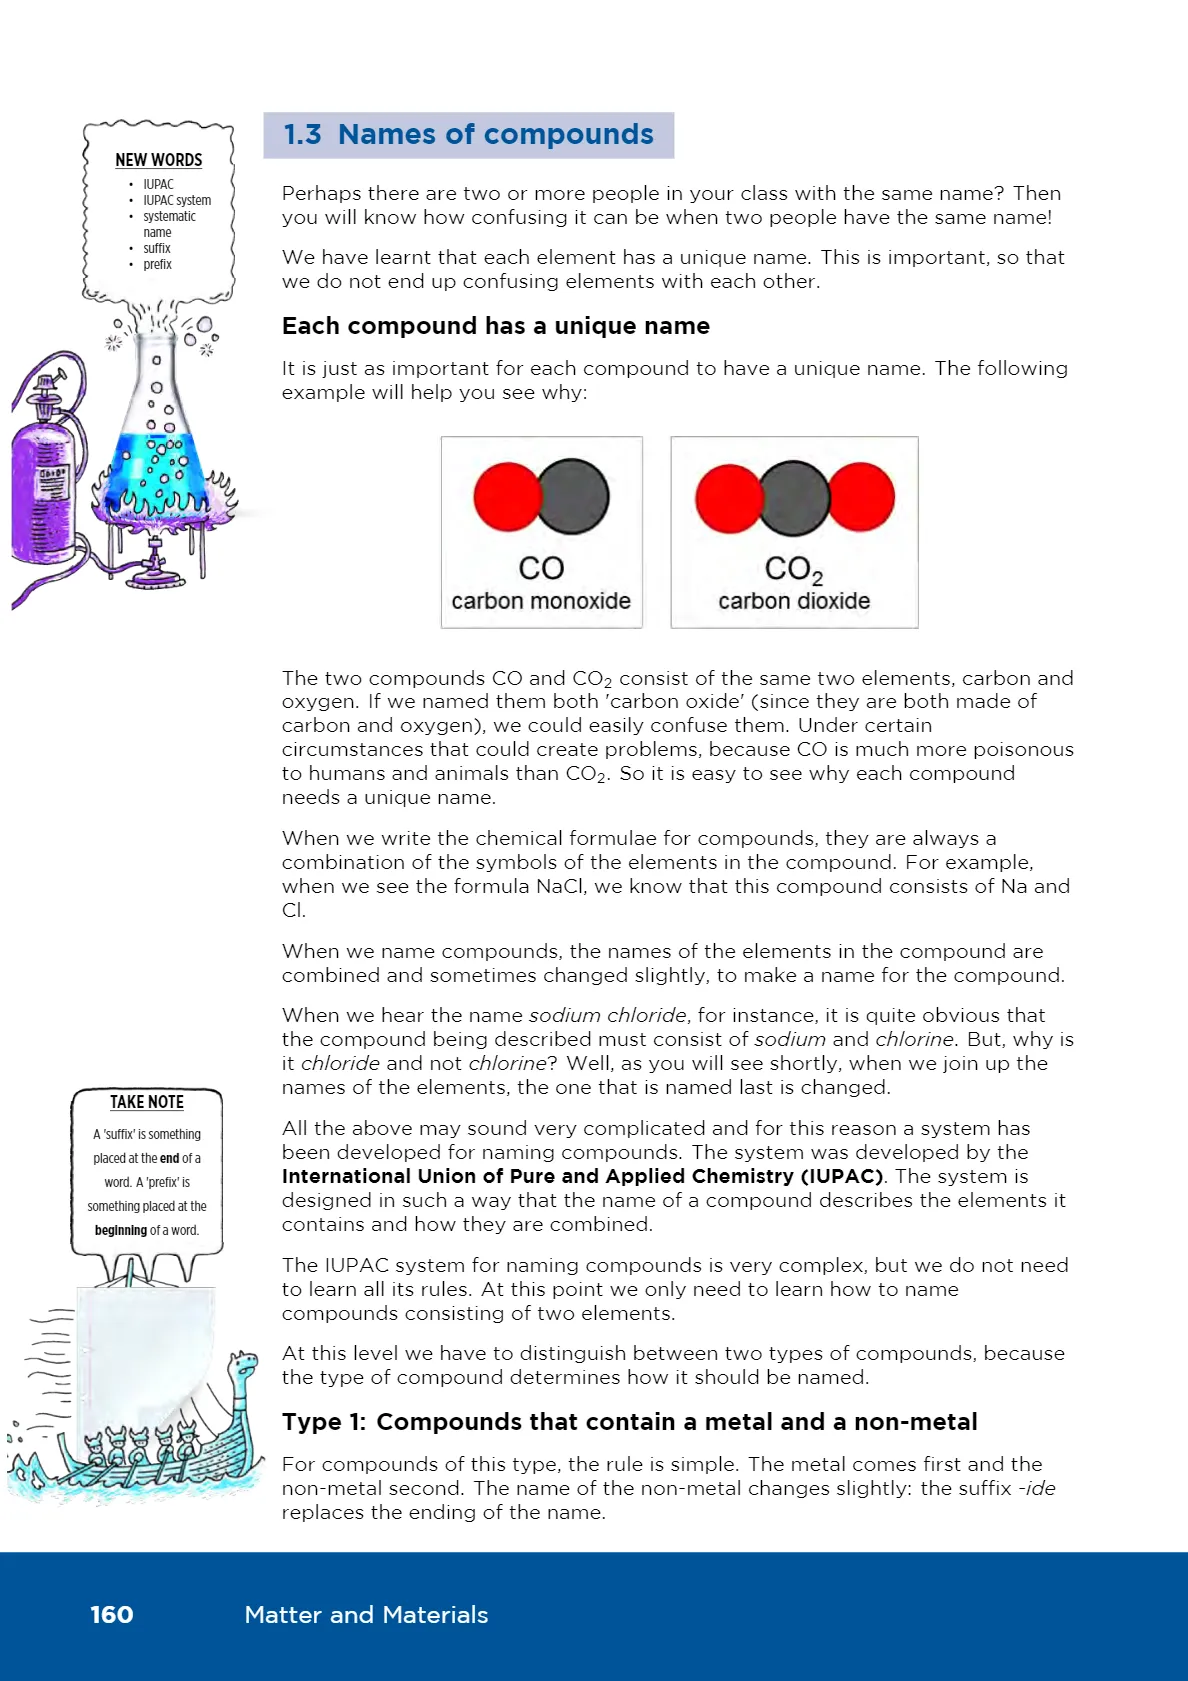 NEW WORDS
• IUPAC
• IUPAC system
• systematic
name
• suffix
• prefix
1.3 Names of compounds
Perhaps there are two or more people in your class with the same name? Then
you will know how confusing it can be when two people have the same name!
We have learnt that each element has a unique name. This is important, so that
we do not end up confusing elements with each other.
Each compound has a unique name
It is just as important for each compound to have a unique name. The following
example will help you see why:
CO
carbon monoxide
CO₂
carbon dioxide
The two compounds CO and CO₂ consist of the same two elements, carbon and
oxygen. If we named them both 'carbon oxide' (since they are both made of
carbon and oxygen), we could easily confuse them. Under certain
circumstances that could create problems, because CO is much more poisonous
to humans and animals than CO₂. So it is easy to see why each compound
needs a unique name.
When we write the chemical formulae for compounds, they are always a
combination of the symbols of the elements in the compound. For example,
when we see the formula NaCl, we know that this compound consists of Na and
Cl.
When we name compounds, the names of the elements in the compound are
combined and sometimes changed slightly, to make a name for the compound.
When we hear the name sodium chloride, for instance, it is quite obvious that
the compound being described must consist of sodium and chlorine. But, why is
it chloride and not chlorine? Well, as you will see shortly, when we join up the
names of the elements, the one that is named last is changed.
TAKE NOTE
A 'suffix' is something
placed at the end of a
word. A 'prefix' is
something placed at the
beginning of a word.
All the above may sound very complicated and for this reason a system has
been developed for naming compounds. The system was developed by the
International Union of Pure and Applied Chemistry (IUPAC). The system is
designed in such a way that the name of a compound describes the elements it
contains and how they are combined.
The IUPAC system for naming compounds is very complex, but we do not need
to learn all its rules. At this point we only need to learn how to name
compounds consisting of two elements.
At this level we have to distinguish between two types of compounds, because
the type of compound determines how it should be named.
Type 1: Compounds that contain a metal and a non-metal
For compounds of this type, the rule is simple. The metal comes first and the
non-metal second. The name of the non-metal changes slightly: the suffix -ide
replaces the ending of the name.
160 Matter and Materials